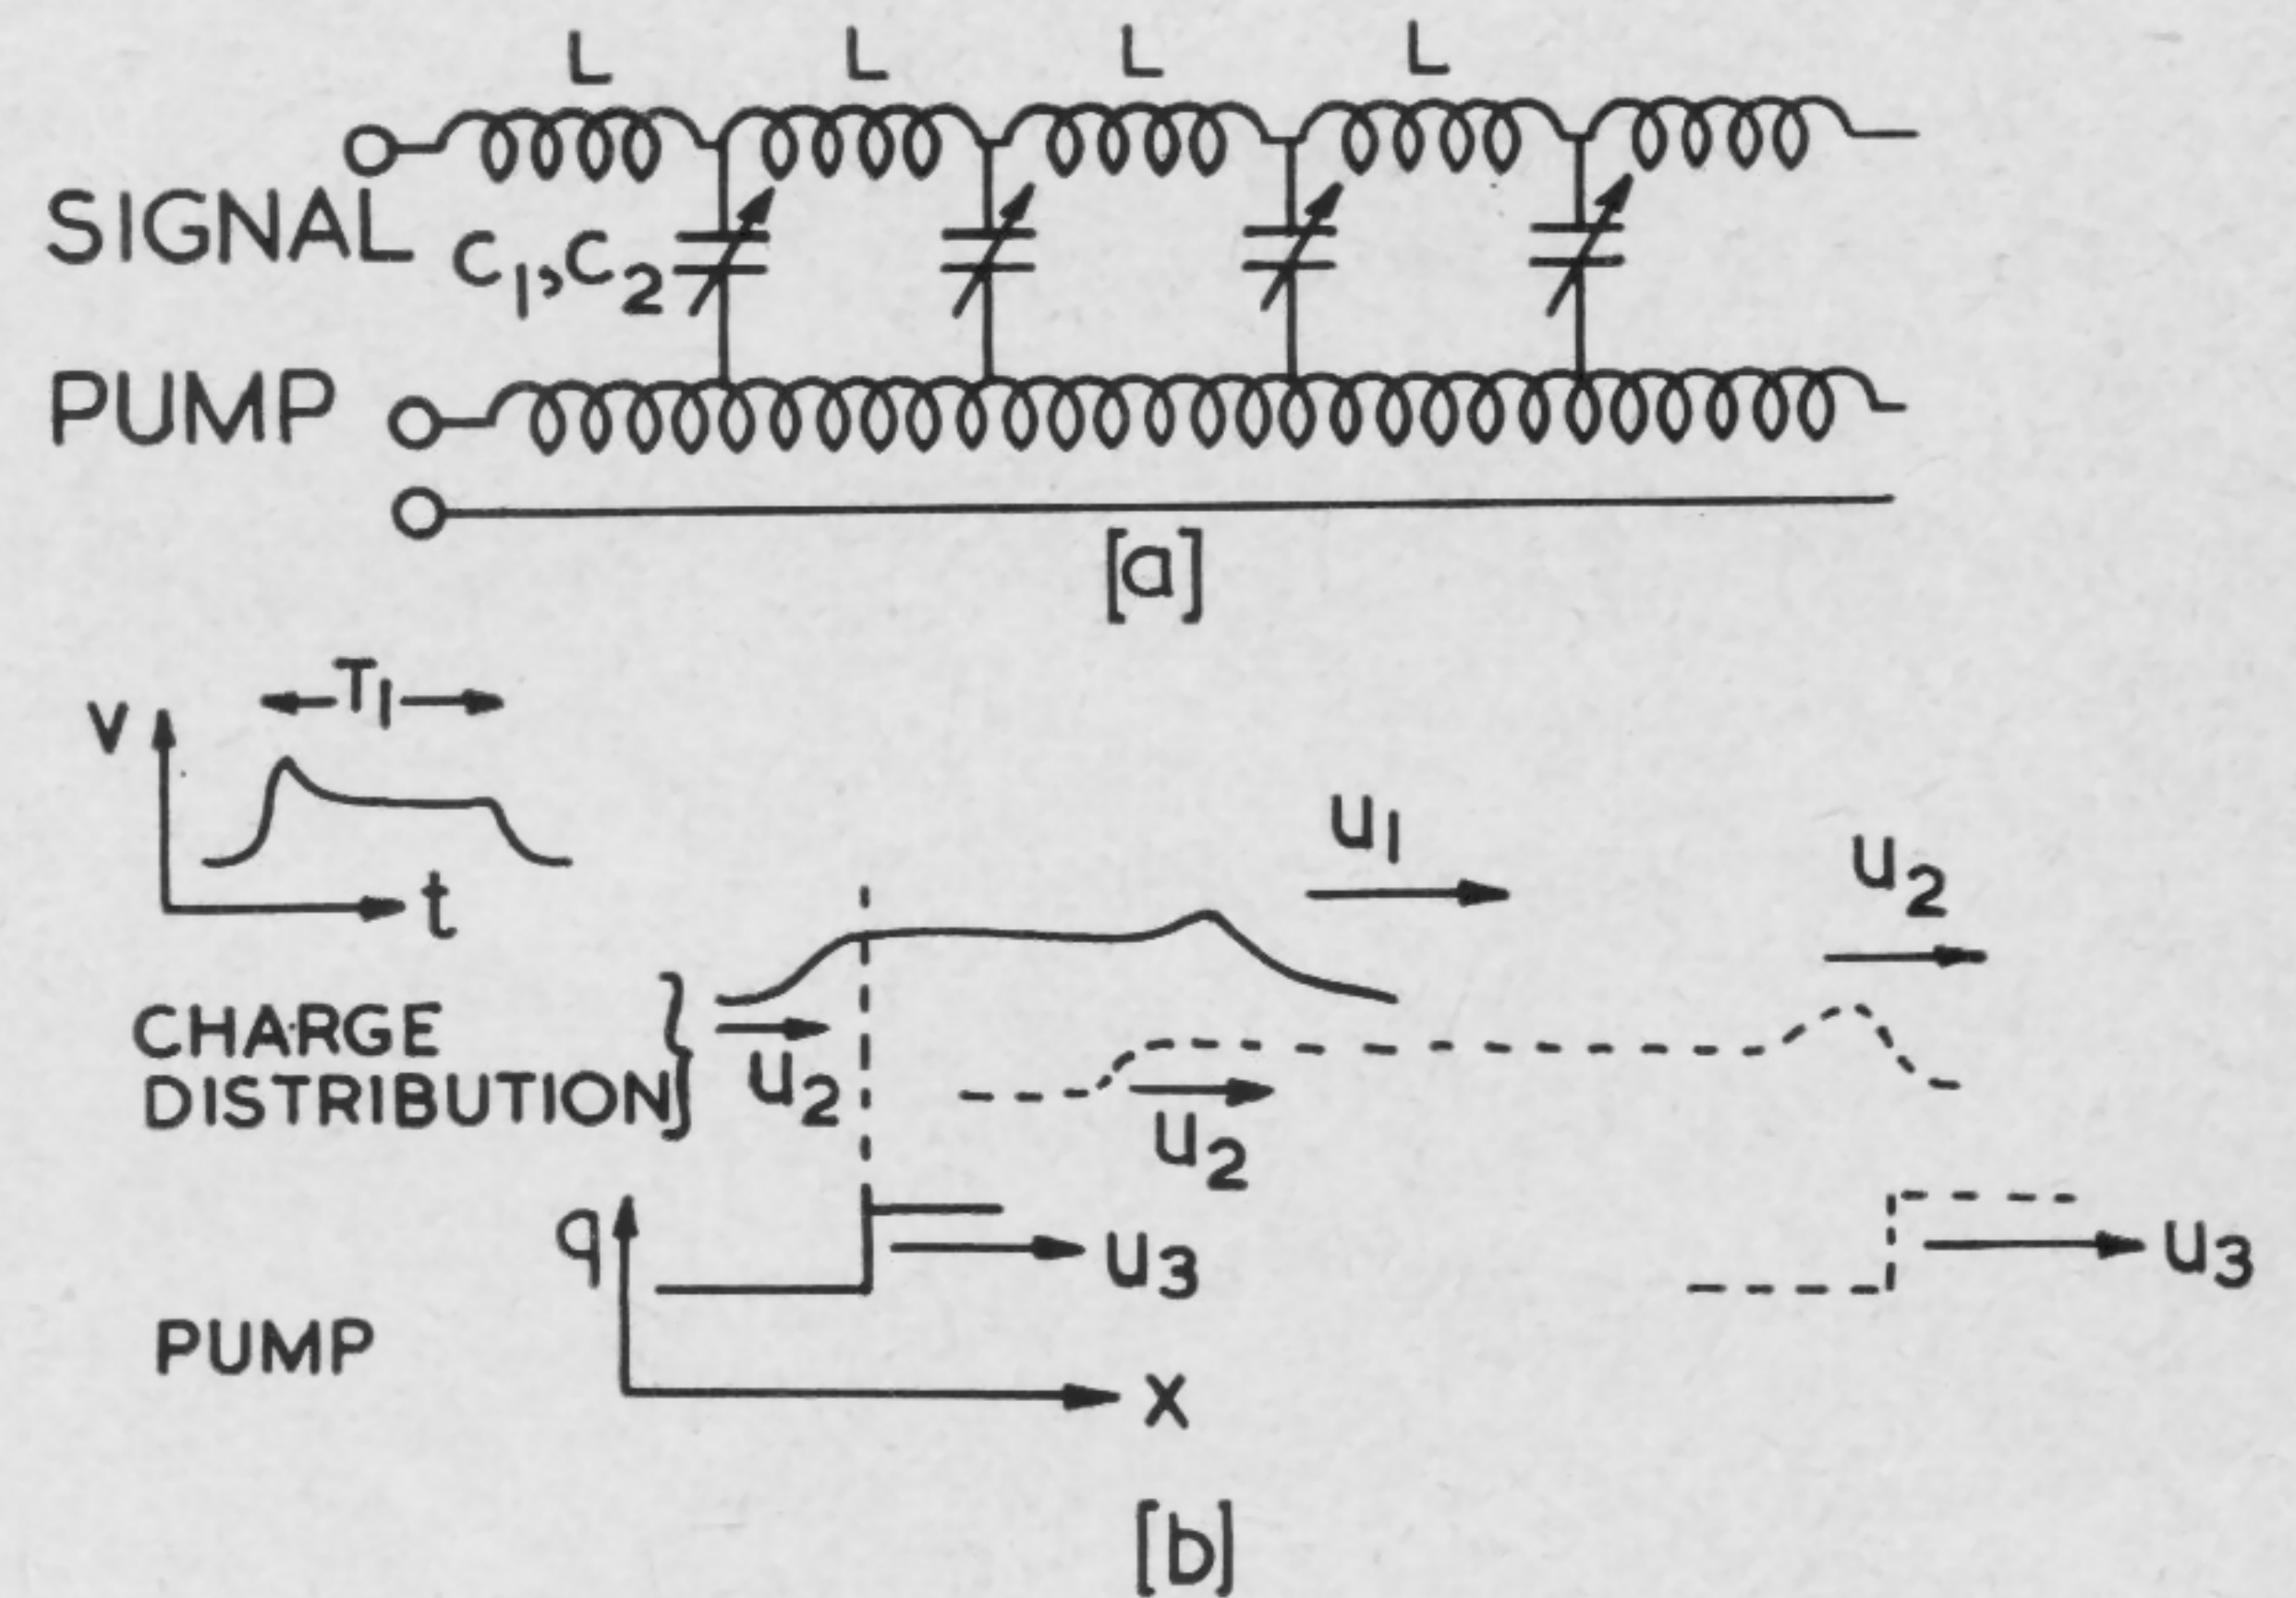 L L L L
SIGNAL C₁,C₂
PUMP
[a]
T₁
V
t
u₁
u₂
CHARGE
DISTRIBUTION}
u₂
u₂
q
u₃
u₃
PUMP
x
[b]